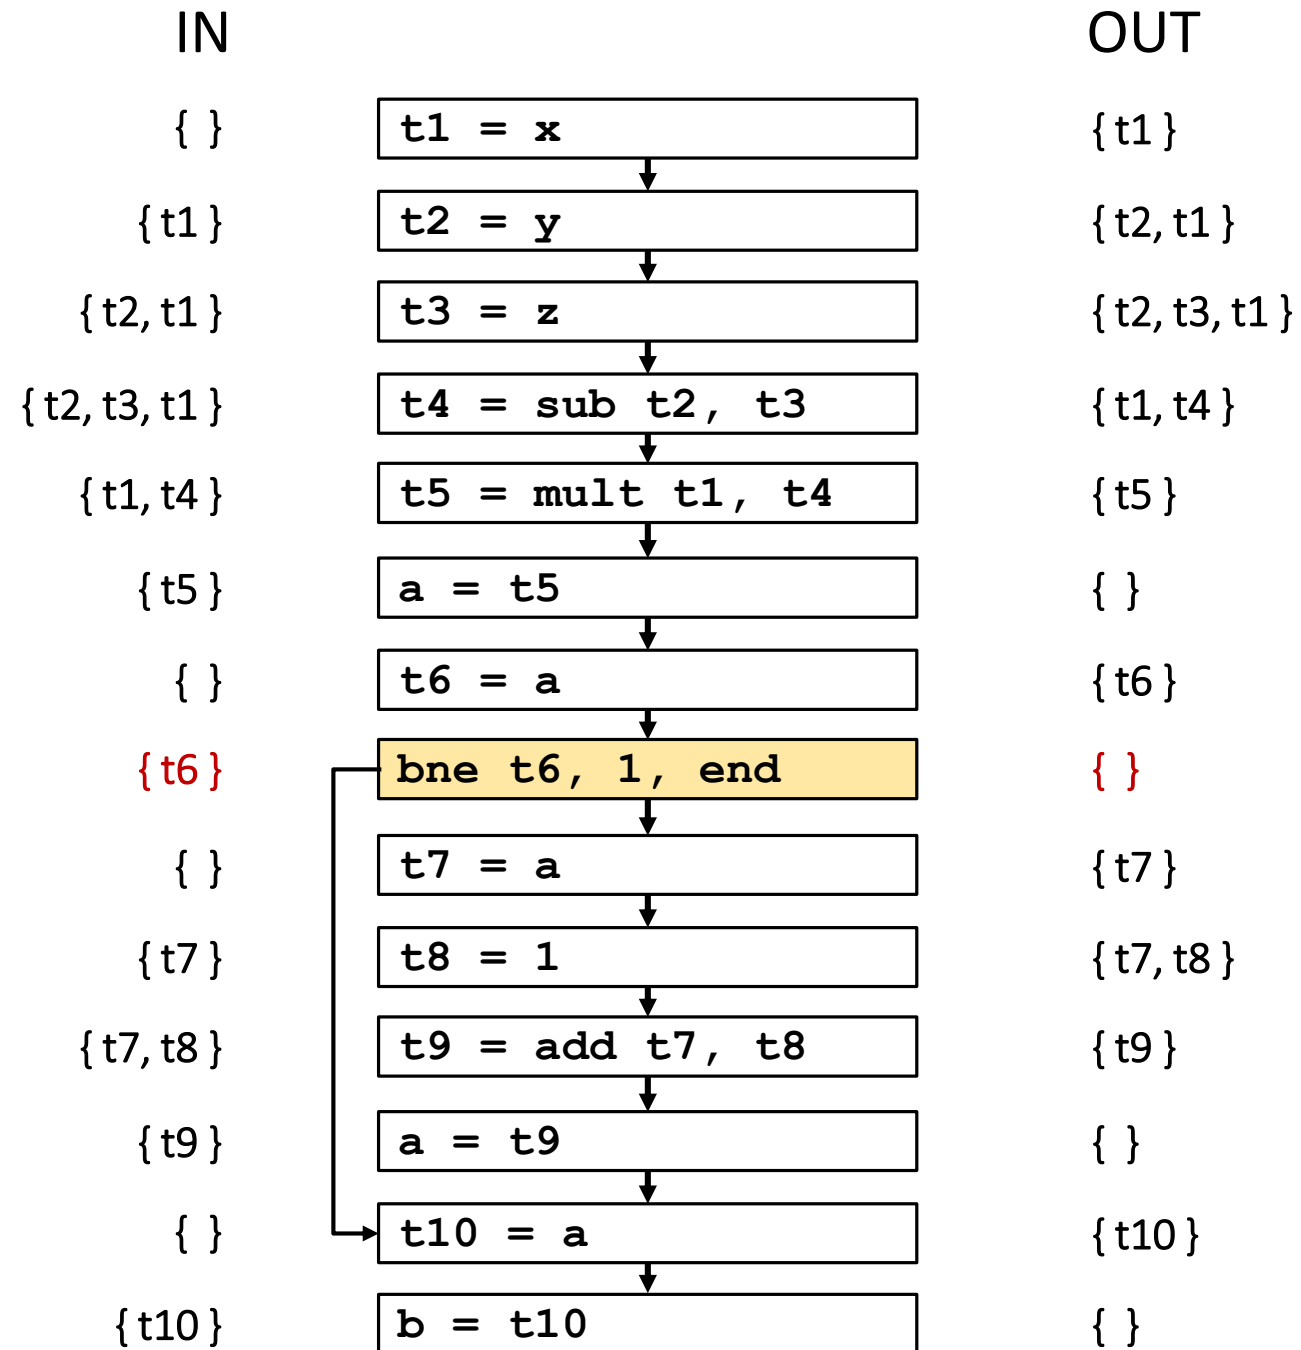 IN OUT
{ } t1 = x { t1 }
{ t1 } t2 = y { t2, t1 }
{ t2, t1 } t3 = z { t2, t3, t1 }
{ t2, t3, t1 } t4 = sub t2, t3 { t1, t4 }
{ t1, t4 } t5 = mult t1, t4 { t5 }
{ t5 } a = t5 { }
{ } t6 = a { t6 }
{ t6 } bne t6, 1, end { }
{ } t7 = a { t7 }
{ t7 } t8 = 1 { t7, t8 }
{ t7, t8 } t9 = add t7, t8 { t9 }
{ t9 } a = t9 { }
{ } t10 = a { t10 }
{ t10 } b = t10 { }